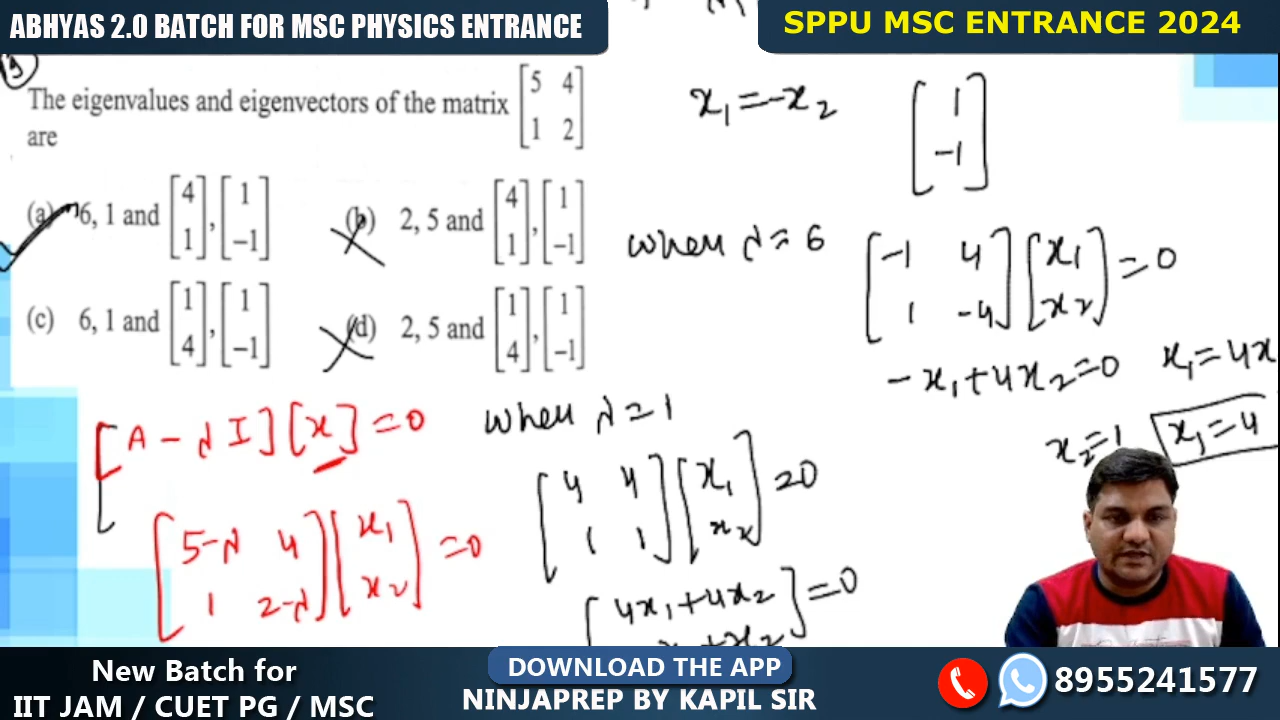 ABHYAS 2.0 BATCH FOR MSC PHYSICS ENTRANCE
SPPU MSC ENTRANCE 2024
The eigenvalues and eigenvectors of the matrix [5 4
1 2]
are
(a) 6, 1 and [4
1], [1
-1]
(b) 2, 5 and [4
1], [1
-1]
(c) 6, 1 and [1
4], [1
-1]
(d) 2, 5 and [1
4], [1
-1]
x₁=-x₂ [1
-1]
when λ=6 [-1 4
1 -4] [x₁
x₂] =0
-x₁+4x₂=0 x₁=4x
x₂=1 x₁=4
[A-λI][x]=0
[5-λ 4
1 2-λ] [x₁
x₂] =0
when λ=1
[4 4
1 1] [x₁
x₂] =0
[4x₁+4x₂
+x₂] =0
New Batch for
IIT JAM / CUET PG / MSC
DOWNLOAD THE APP
NINJAPREP BY KAPIL SIR
8955241577